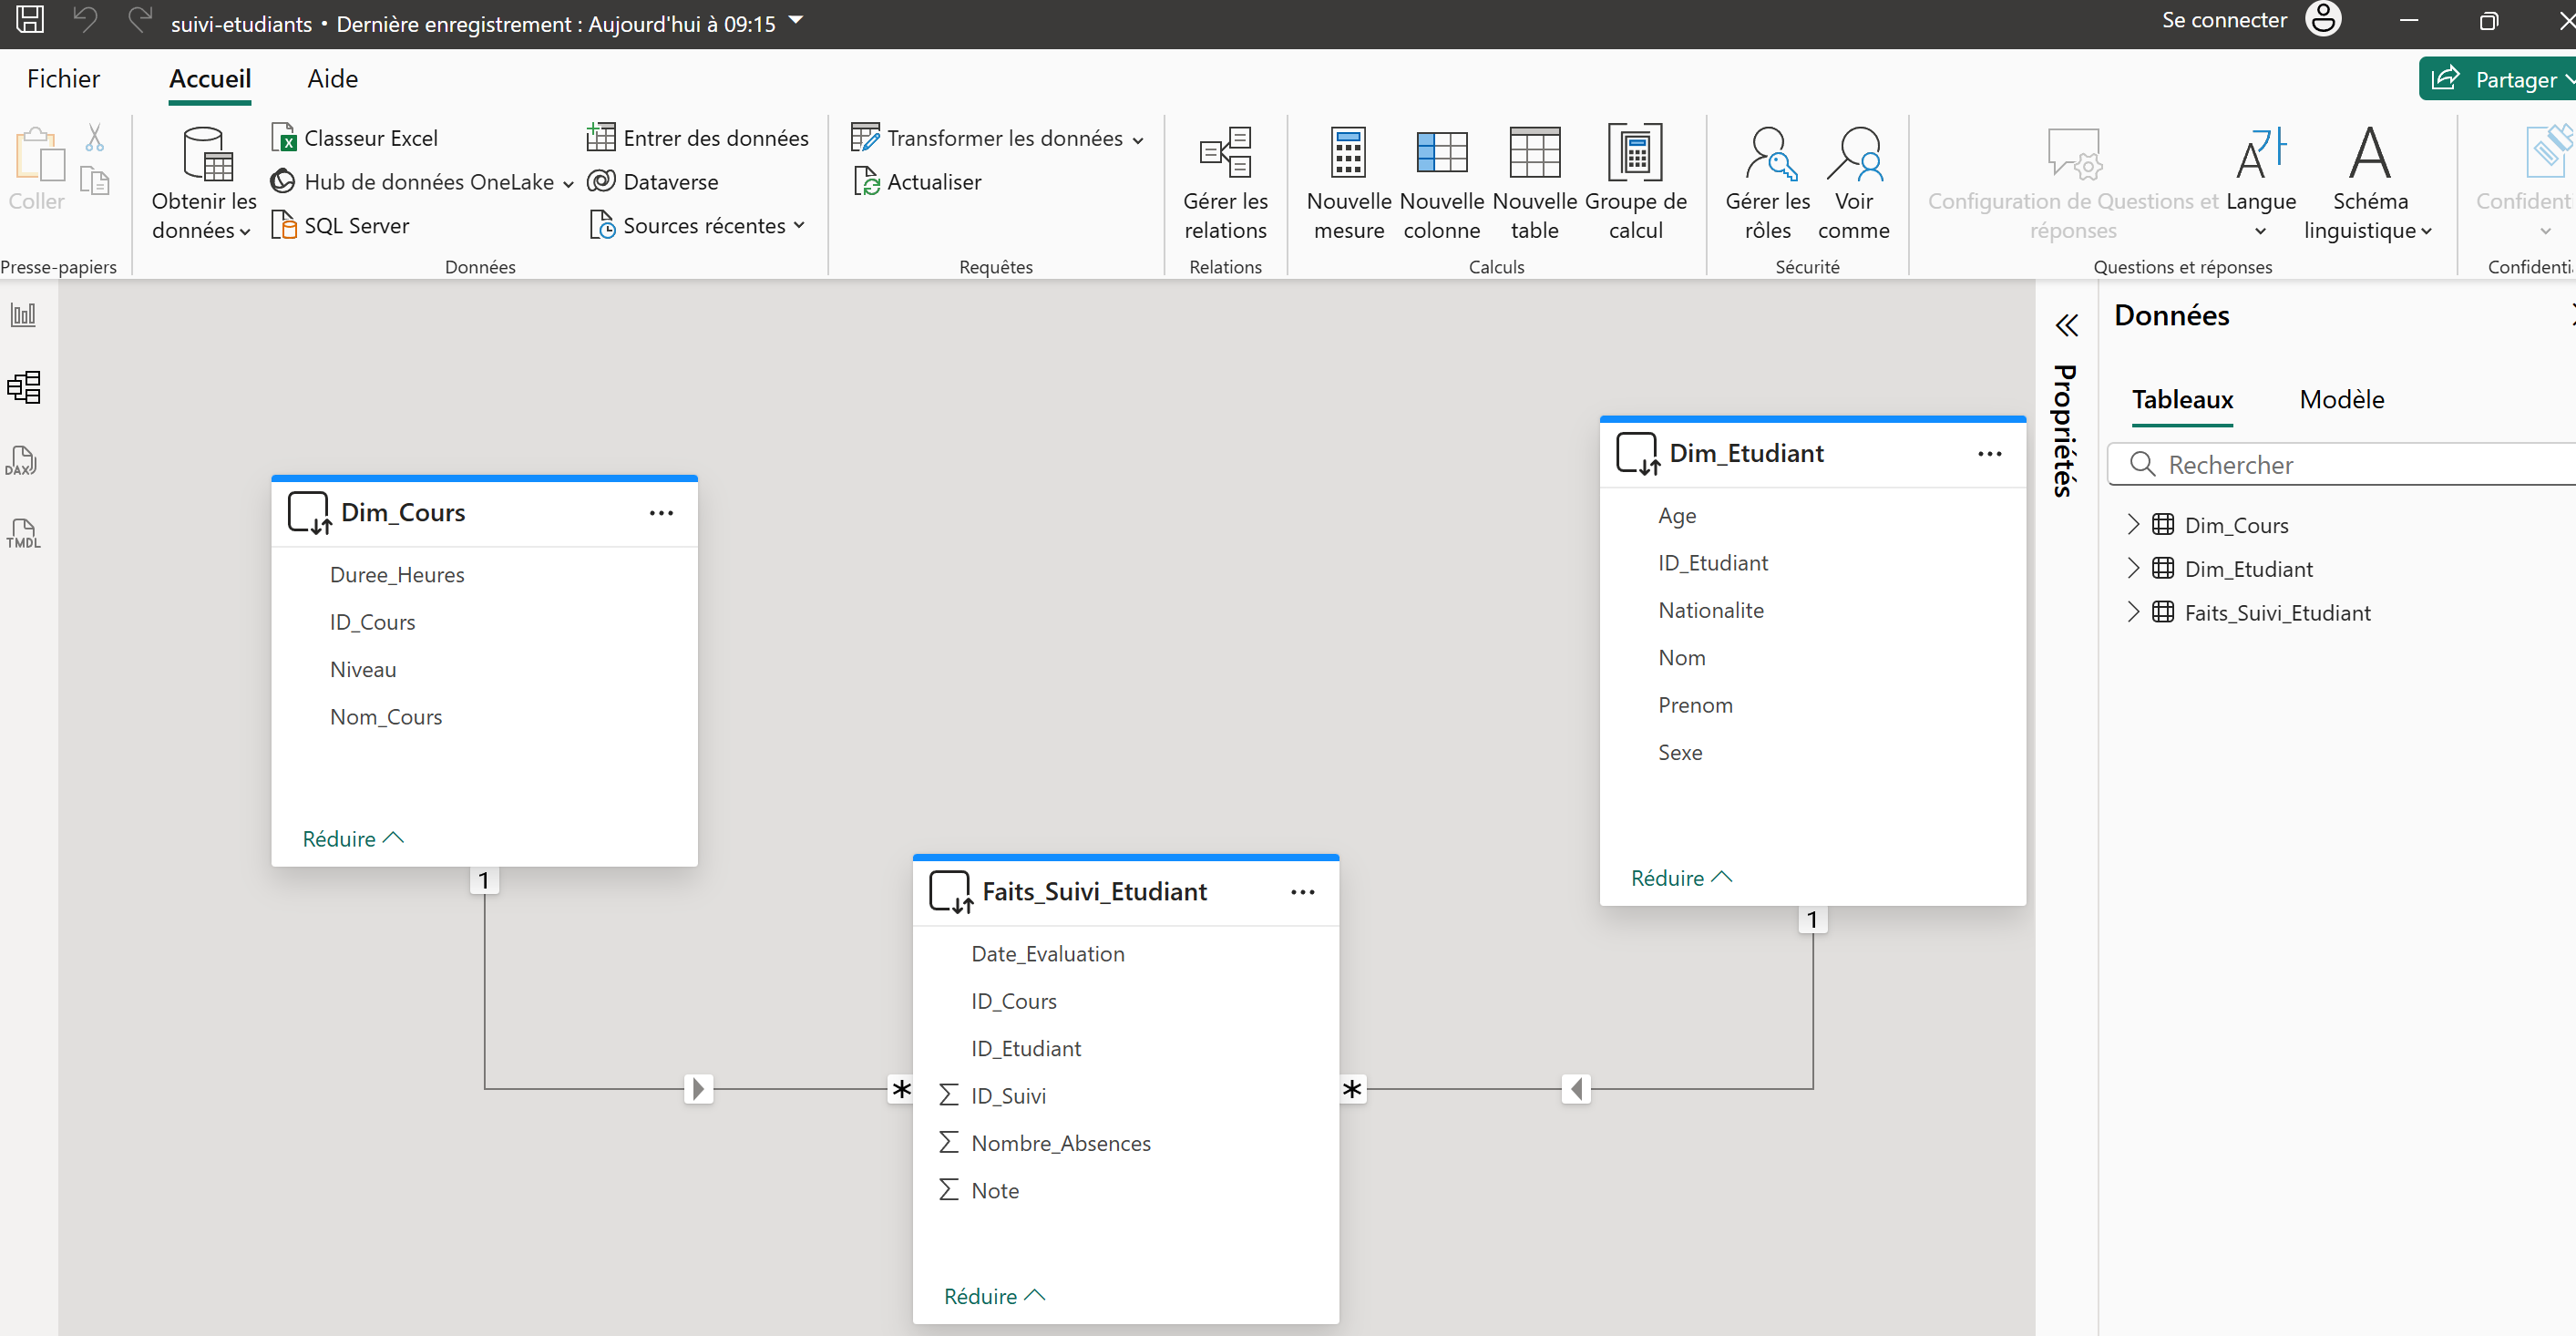 suivi-etudiants • Dernière enregistrement : Aujourd'hui à 09:15
Se connecter
Fichier
Accueil
Aide
Partager
Coller
Presse-papiers
Obtenir les
données
Classeur Excel
Hub de données OneLake
SQL Server
Entrer des données
Dataverse
Sources récentes
Données
Transformer les données
Actualiser
Requêtes
Gérer les
relations
Relations
Nouvelle
mesure
Nouvelle
colonne
Nouvelle
table
Groupe de
calcul
Calculs
Gérer les
rôles
Voir
comme
Sécurité
Configuration de Questions et
réponses
Langue
Schéma
linguistique
Questions et réponses
DAX
TMDL
Dim_Cours
Duree_Heures
ID_Cours
Niveau
Nom_Cours
Réduire
1
Dim_Etudiant
Age
ID_Etudiant
Nationalite
Nom
Prenom
Sexe
Réduire
1
Faits_Suivi_Etudiant
Date_Evaluation
ID_Cours
ID_Etudiant
∑ ID_Suivi
∑ Nombre_Absences
∑ Note
Réduire
*
*
Propriétés
Données
Tableaux
Modèle
Rechercher
Dim_Cours
Dim_Etudiant
Faits_Suivi_Etudiant